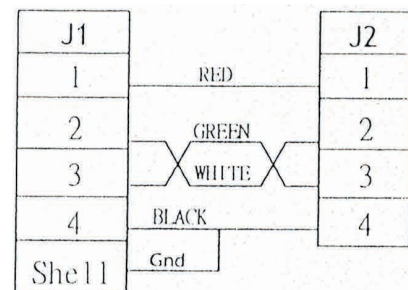 J1 J2
1 RED 1
2 GREEN 2
3 WHITE 3
4 BLACK 4
Shell Gnd